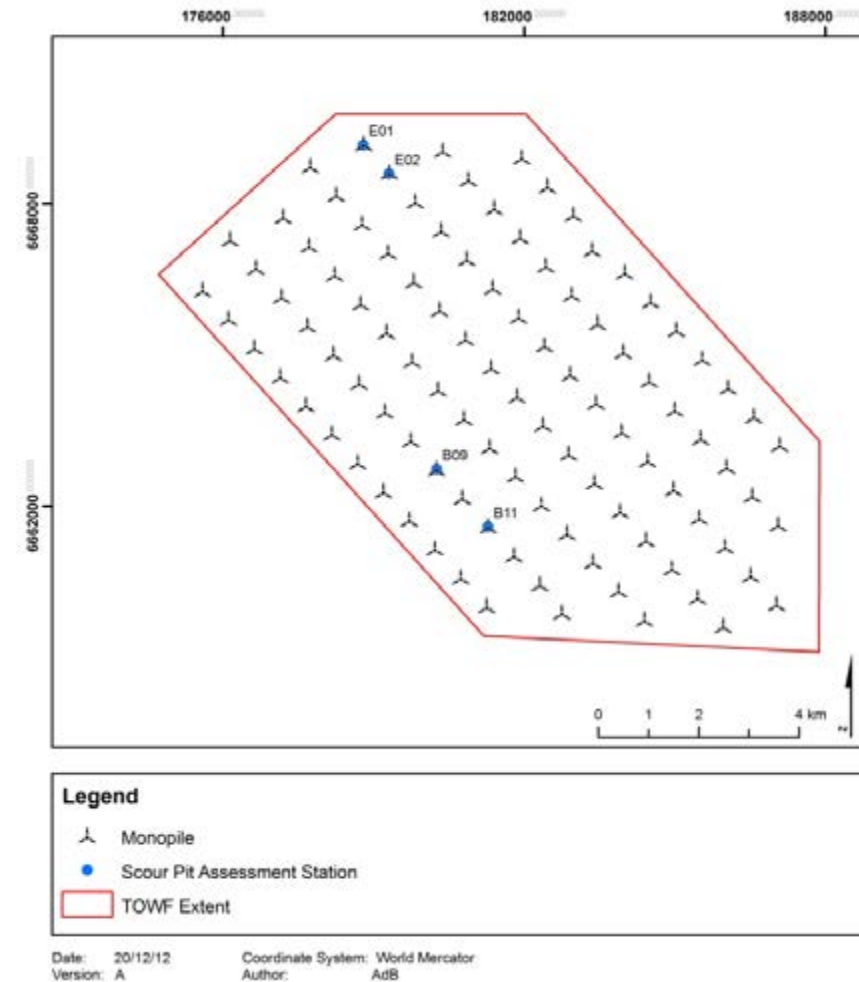 176000 182000 188000
E01
E02
6668000
B09
B11
6662000
0 1 2 4 km
N
Legend
Monopile
Scour Pit Assessment Station
TOWF Extent
Date: 20/12/12 Coordinate System: World Mercator
Version: A Author: AdB